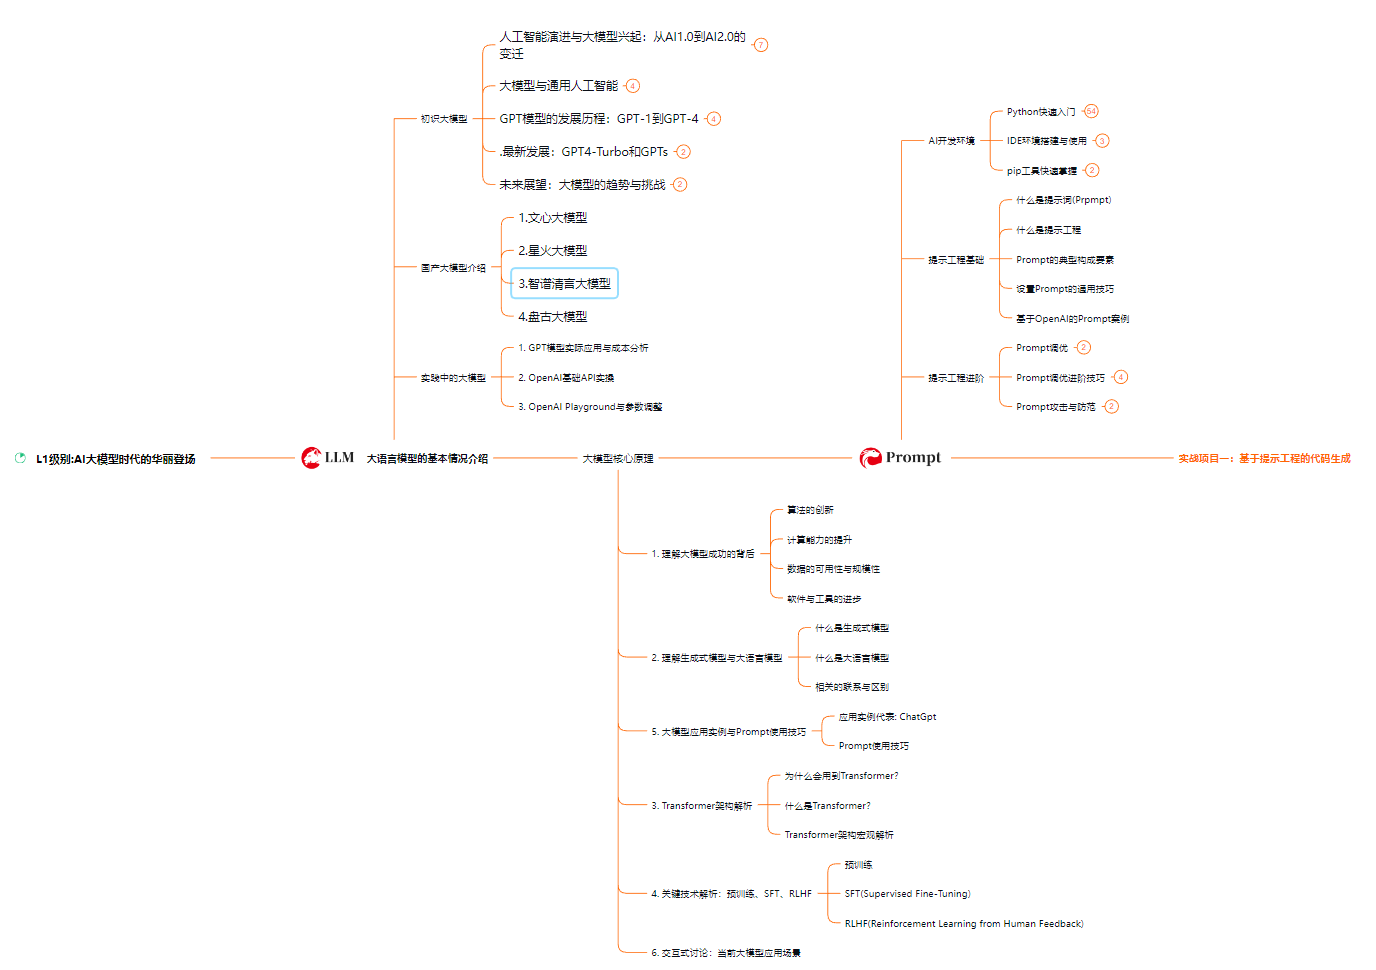 人工智能演进与大模型兴起：从AI1.0到AI2.0的
变迁
7
大模型与通用人工智能
4
初识大模型
GPT模型的发展历程：GPT-1到GPT-4
4
.最新发展：GPT4-Turbo和GPTs
2
未来展望：大模型的趋势与挑战
2
1.文心大模型
2.星火大模型
国产大模型介绍
3.智谱清言大模型
4.盘古大模型
1. GPT模型实际应用与成本分析
实践中的大模型
2. OpenAI基础API实操
3. OpenAI Playground与参数调整
Python快速入门
54
AI开发环境
IDE环境搭建与使用
3
pip工具快速掌握
2
什么是提示词(Prpmpt)
什么是提示工程
提示工程基础
Prompt的典型构成要素
设置Prompt的通用技巧
基于OpenAI的Prompt案例
Prompt调优
2
提示工程进阶
Prompt调优进阶技巧
4
Prompt攻击与防范
2
L1级别:AI大模型时代的华丽登场
LLM
大语言模型的基本情况介绍
大模型核心原理
Prompt
实战项目一：基于提示工程的代码生成
算法的创新
计算能力的提升
1. 理解大模型成功的背后
数据的可用性与规模性
软件与工具的进步
什么是生成式模型
2. 理解生成式模型与大语言模型
什么是大语言模型
相关的联系与区别
应用实例代表: ChatGpt
5. 大模型应用实例与Prompt使用技巧
Prompt使用技巧
为什么会用到Transformer?
3. Transformer架构解析
什么是Transformer?
Transformer架构宏观解析
预训练
4. 关键技术解析：预训练、SFT、RLHF
SFT(Supervised Fine-Tuning)
RLHF(Reinforcement Learning from Human Feedback)
6. 交互式讨论：当前大模型应用场景